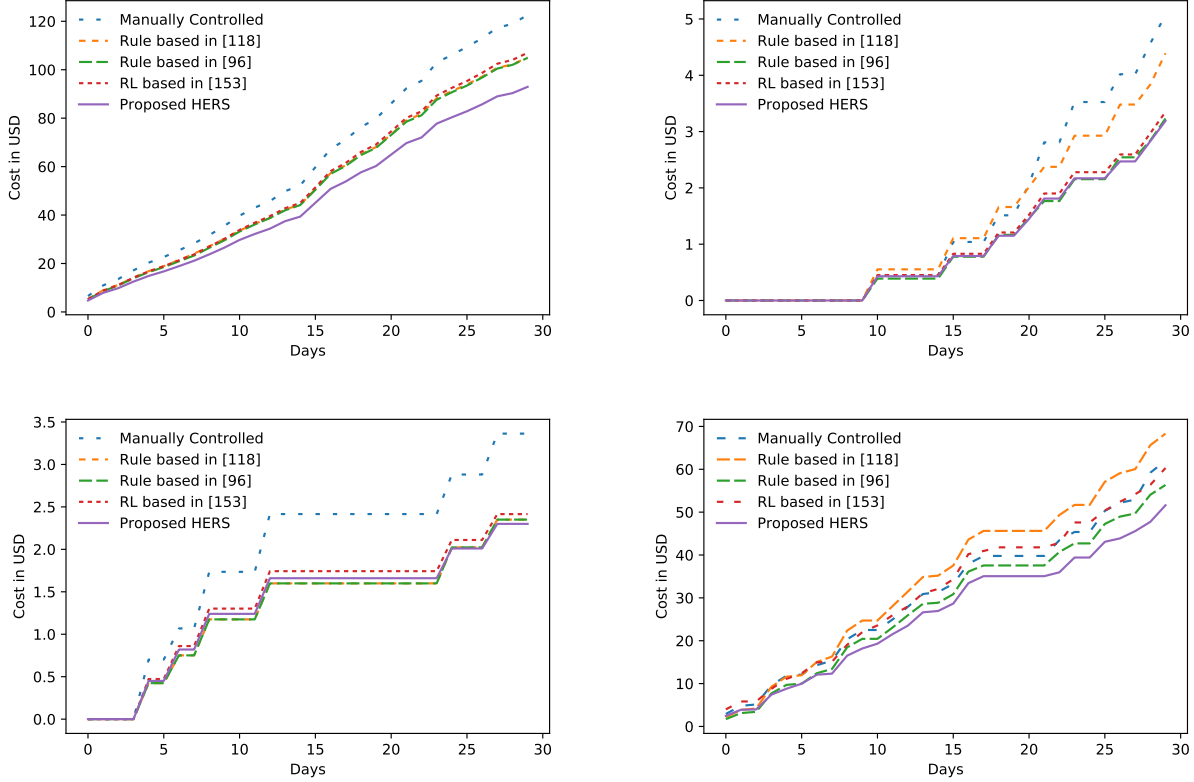 120
100
80
60
40
20
0
Cost in USD
Manually Controlled
Rule based in [118]
Rule based in [96]
RL based in [153]
Proposed HERS
0 5 10 15 20 25 30
Days
5
4
3
2
1
0
Cost in USD
Manually Controlled
Rule based in [118]
Rule based in [96]
RL based in [153]
Proposed HERS
0 5 10 15 20 25 30
Days
3.5
3.0
2.5
2.0
1.5
1.0
0.5
0.0
Cost in USD
Manually Controlled
Rule based in [118]
Rule based in [96]
RL based in [153]
Proposed HERS
0 5 10 15 20 25 30
Days
70
60
50
40
30
20
10
0
Cost in USD
Manually Controlled
Rule based in [118]
Rule based in [96]
RL based in [153]
Proposed HERS
0 5 10 15 20 25 30
Days